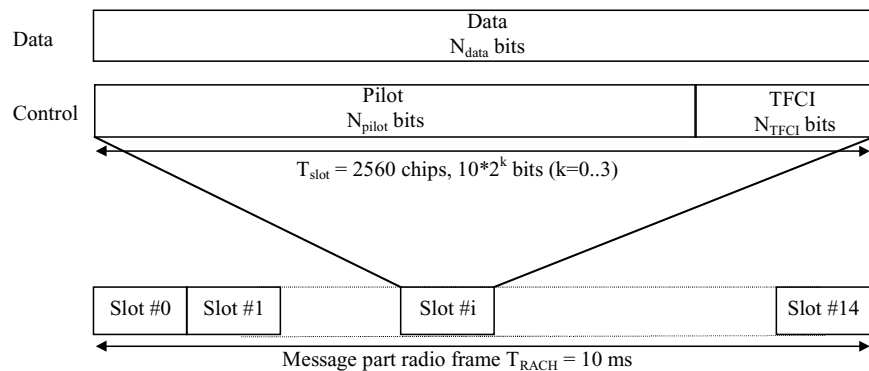 Data
Data
N_data bits
Control
Pilot
N_pilot bits
TFCI
N_TFCI bits
T_slot = 2560 chips, 10*2^k bits (k=0..3)
Slot #0
Slot #1
Slot #i
Slot #14
Message part radio frame T_RACH = 10 ms